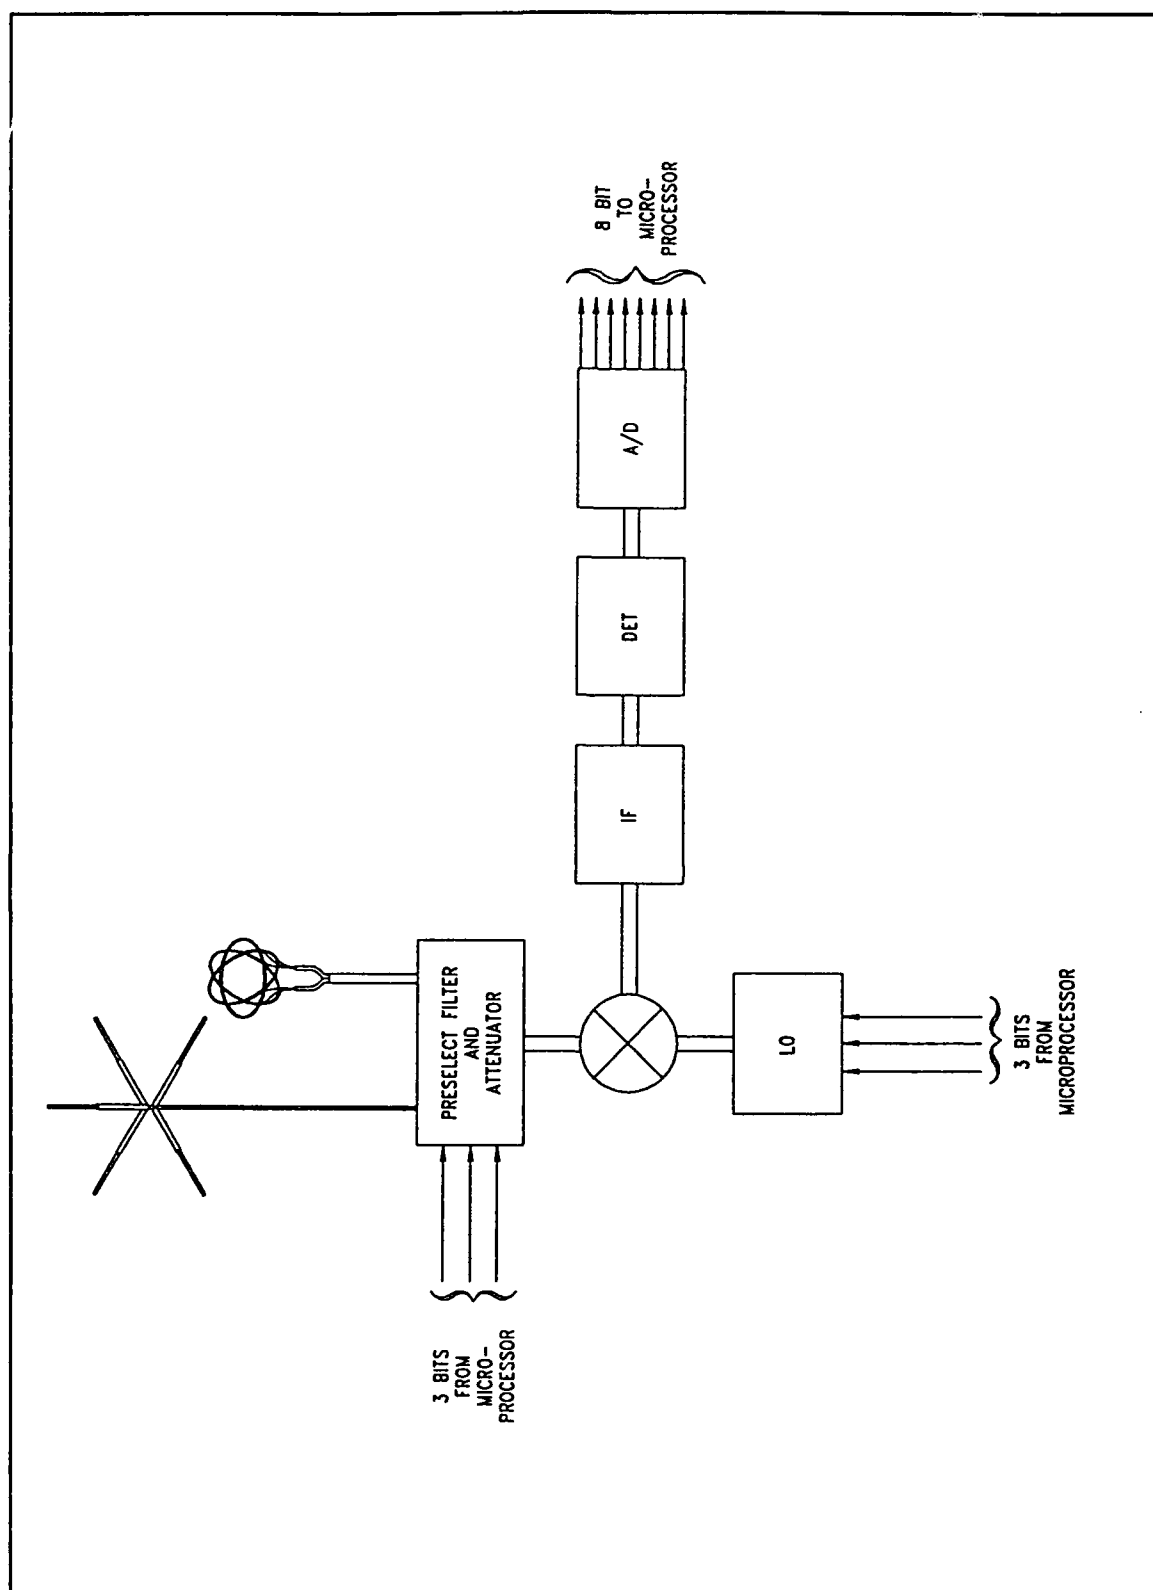 PRESELECT FILTER
AND
ATTENUATOR
3 BITS
FROM
MICRO-
PROCESSOR
LO
3 BITS
FROM
MICROPROCESSOR
IF
DET
A/D
8 BIT
TO
MICRO-
PROCESSOR